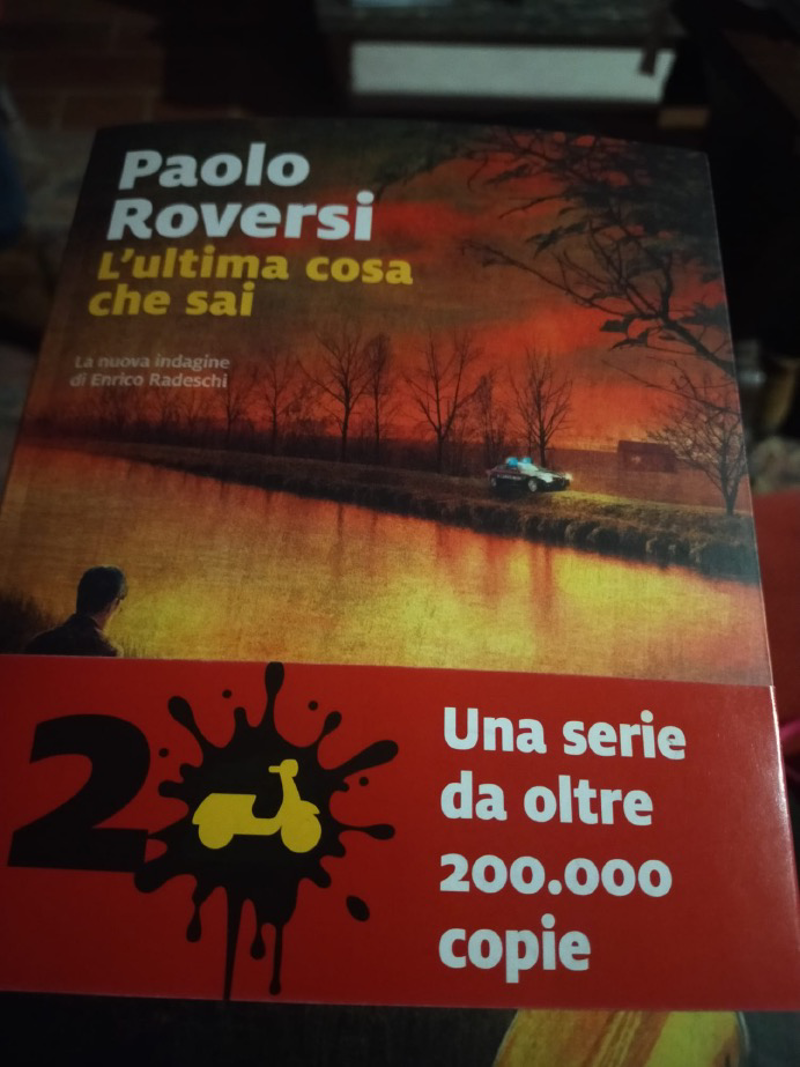 Paolo
Roversi
L'ultima cosa
che sai
La nuova indagine
di Enrico Radeschi
20
Una serie
da oltre
200.000
copie